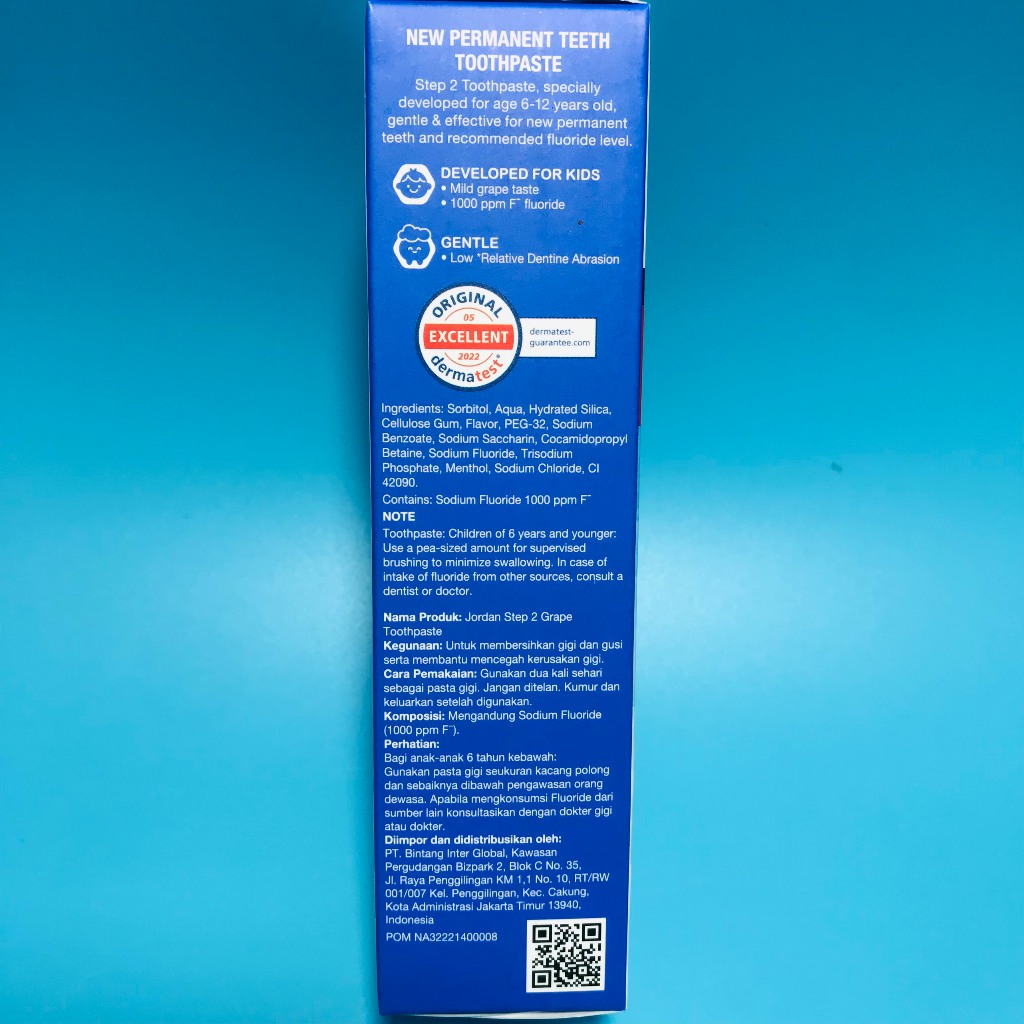 NEW PERMANENT TEETH
TOOTHPASTE
Step 2 Toothpaste, specially
developed for age 6-12 years old,
gentle & effective for new permanent
teeth and recommended fluoride level.
DEVELOPED FOR KIDS
• Mild grape taste
• 1000 ppm F⁻ fluoride
GENTLE
• Low *Relative Dentine Abrasion
ORIGINAL
05
EXCELLENT
2022
dermatest®
dermatest-
guarantee.com
Ingredients: Sorbitol, Aqua, Hydrated Silica,
Cellulose Gum, Flavor, PEG-32, Sodium
Benzoate, Sodium Saccharin, Cocamidopropyl
Betaine, Sodium Fluoride, Trisodium
Phosphate, Menthol, Sodium Chloride, CI
42090.
Contains: Sodium Fluoride 1000 ppm F⁻
NOTE
Toothpaste: Children of 6 years and younger:
Use a pea-sized amount for supervised
brushing to minimize swallowing. In case of
intake of fluoride from other sources, consult a
dentist or doctor.
Nama Produk: Jordan Step 2 Grape
Toothpaste
Kegunaan: Untuk membersihkan gigi dan gusi
serta membantu mencegah kerusakan gigi.
Cara Pemakaian: Gunakan dua kali sehari
sebagai pasta gigi. Jangan ditelan. Kumur dan
keluarkan setelah digunakan.
Komposisi: Mengandung Sodium Fluoride
(1000 ppm F⁻).
Perhatian:
Bagi anak-anak 6 tahun kebawah:
Gunakan pasta gigi seukuran kacang polong
dan sebaiknya dibawah pengawasan orang
dewasa. Apabila mengkonsumsi Fluoride dari
sumber lain konsultasikan dengan dokter gigi
atau dokter.
Diimpor dan didistribusikan oleh:
PT. Bintang Inter Global, Kawasan
Pergudangan Bizpark 2, Blok C No. 35,
Jl. Raya Penggilingan KM 1,1 No. 10, RT/RW
001/007 Kel. Penggilingan, Kec. Cakung,
Kota Administrasi Jakarta Timur 13940,
Indonesia
POM NA32221400008